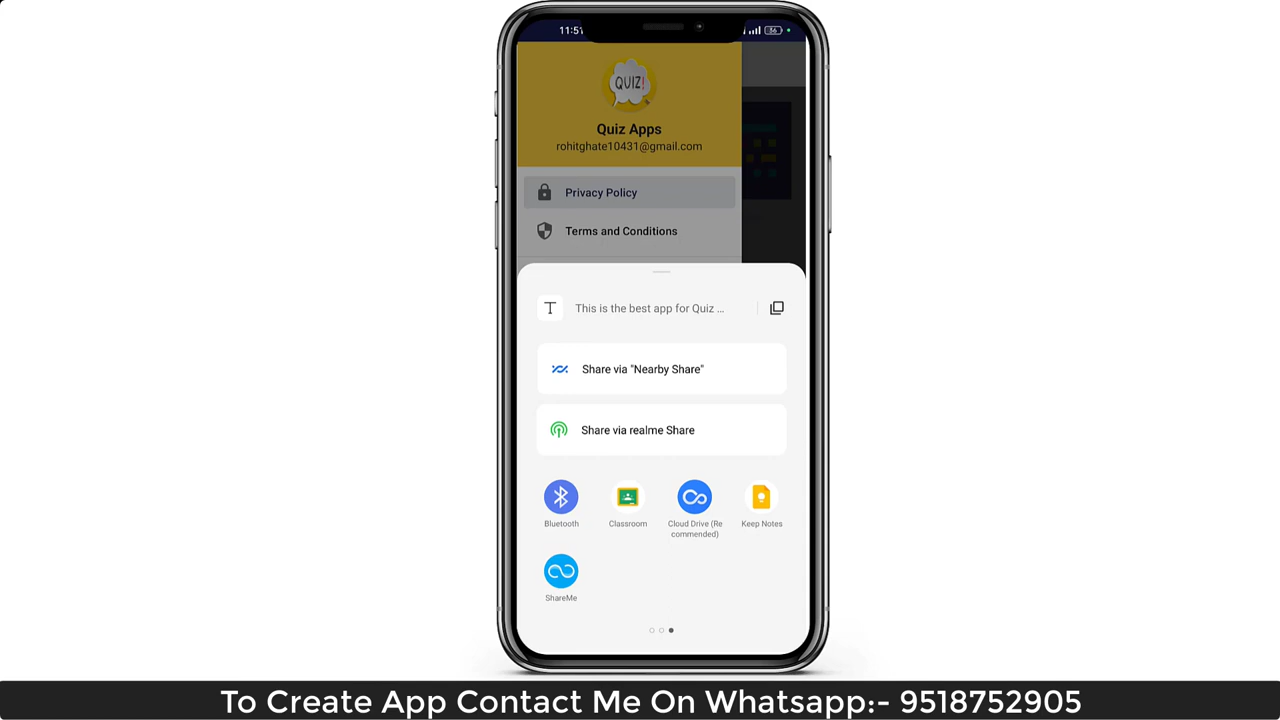 11:51
56
QUIZ!
Quiz Apps
rohitghate10431@gmail.com
Privacy Policy
Terms and Conditions
T
This is the best app for Quiz ...
Share via "Nearby Share"
Share via realme Share
Bluetooth
Classroom
Cloud Drive (Re
commended)
Keep Notes
ShareMe
To Create App Contact Me On Whatsapp:- 9518752905